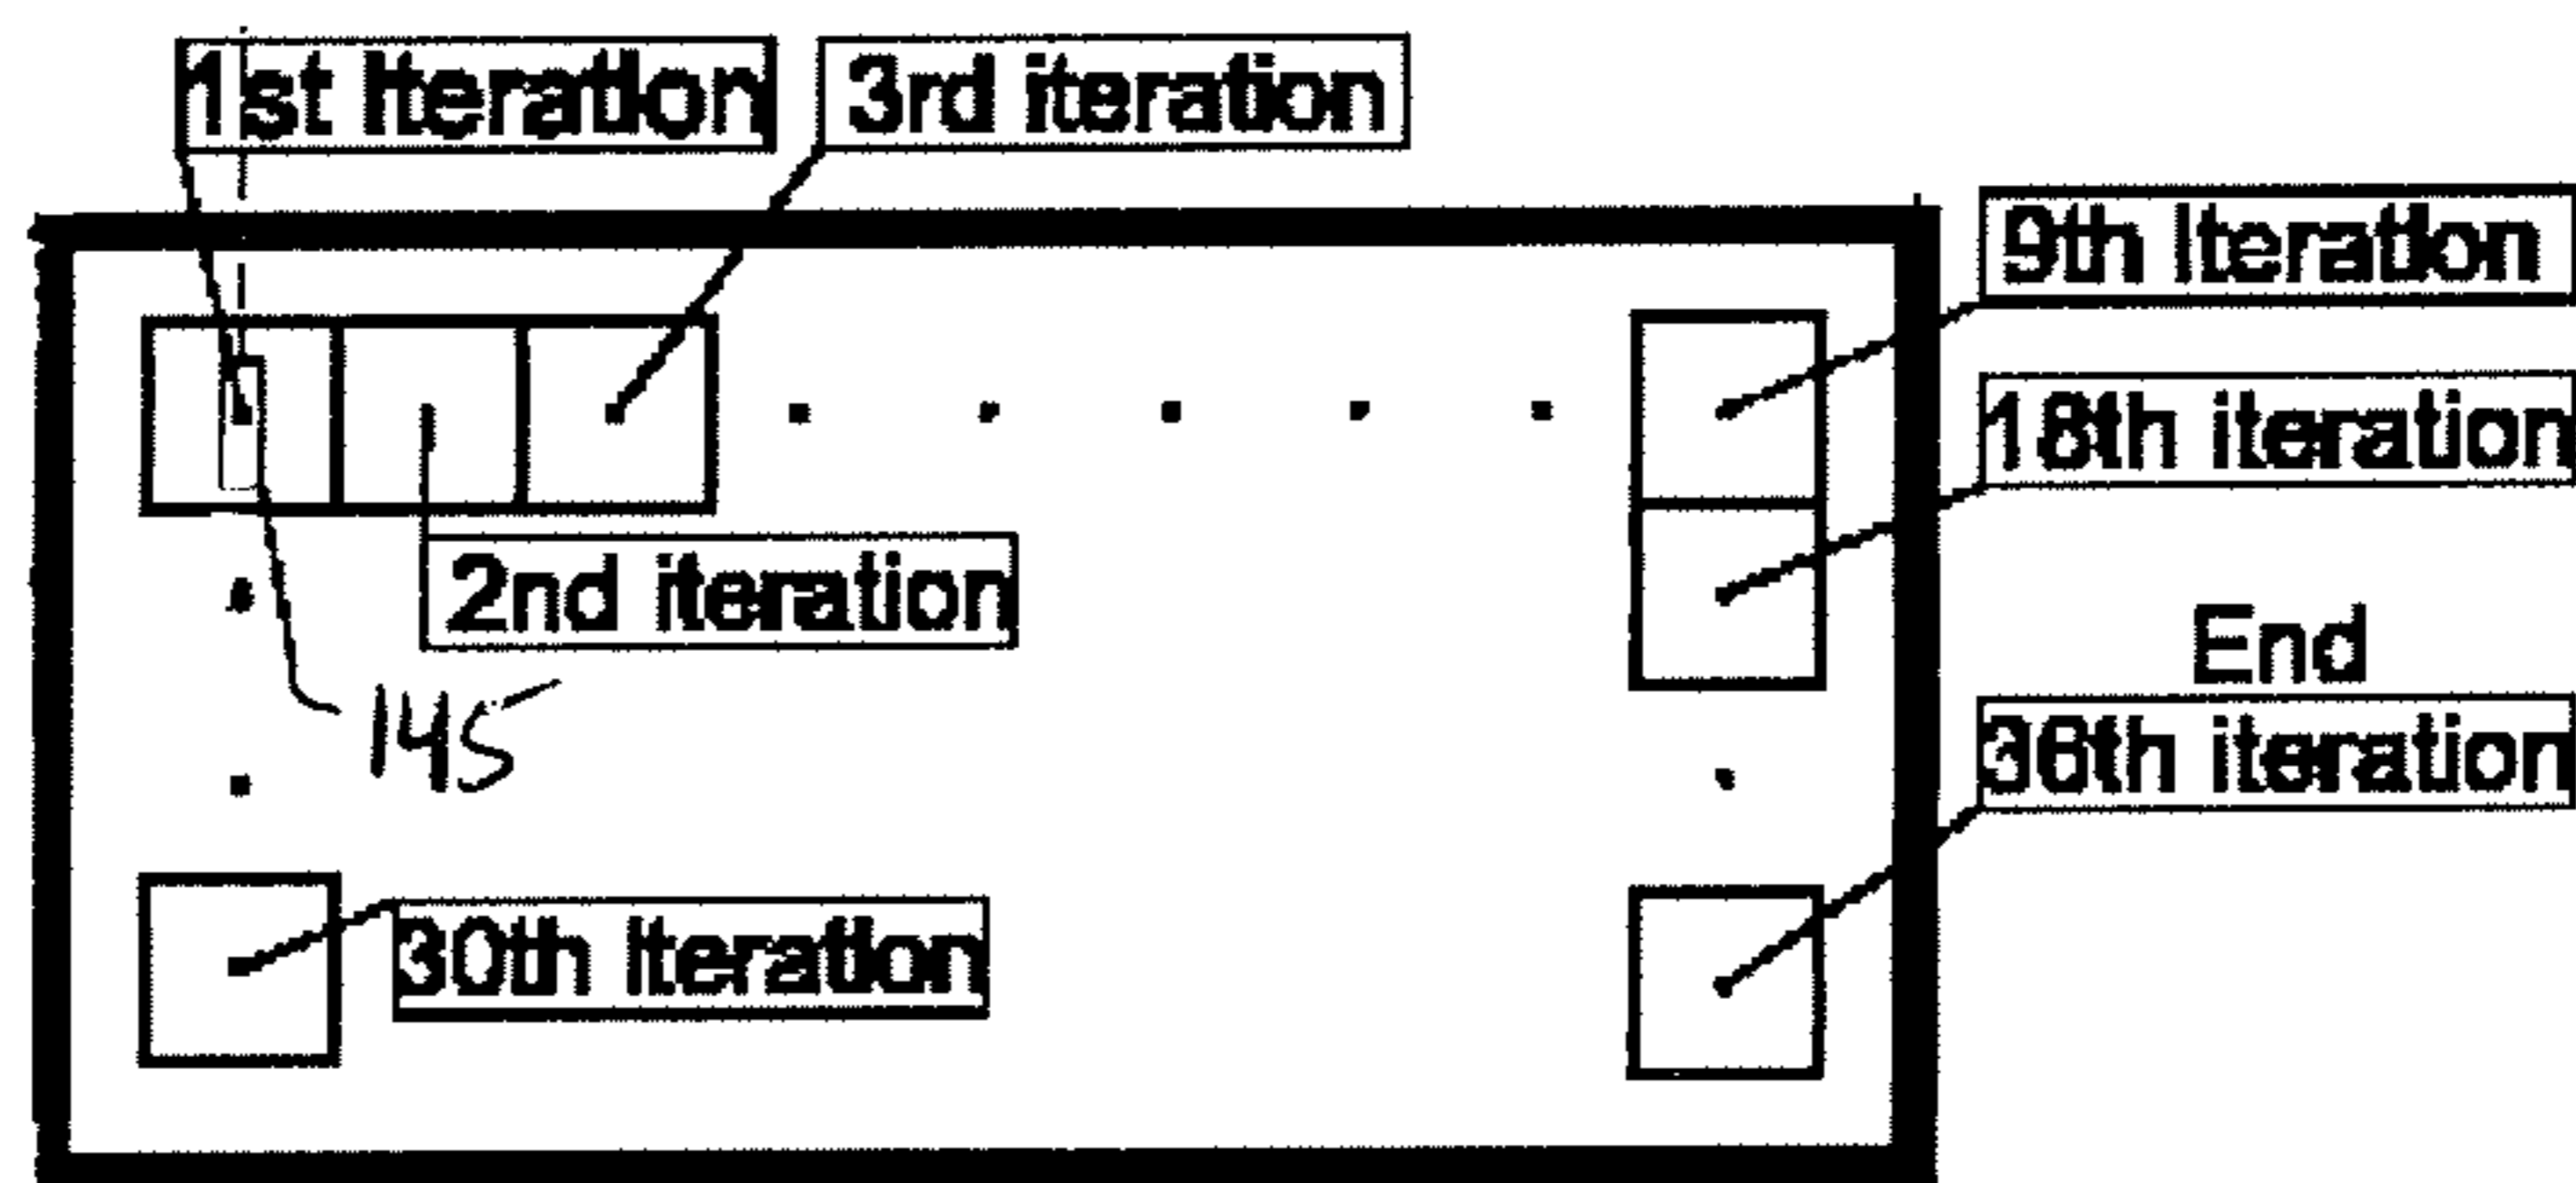 1st Iteration
3rd iteration
9th Iteration
18th iteration
2nd iteration
End
145
36th iteration
30th Iteration